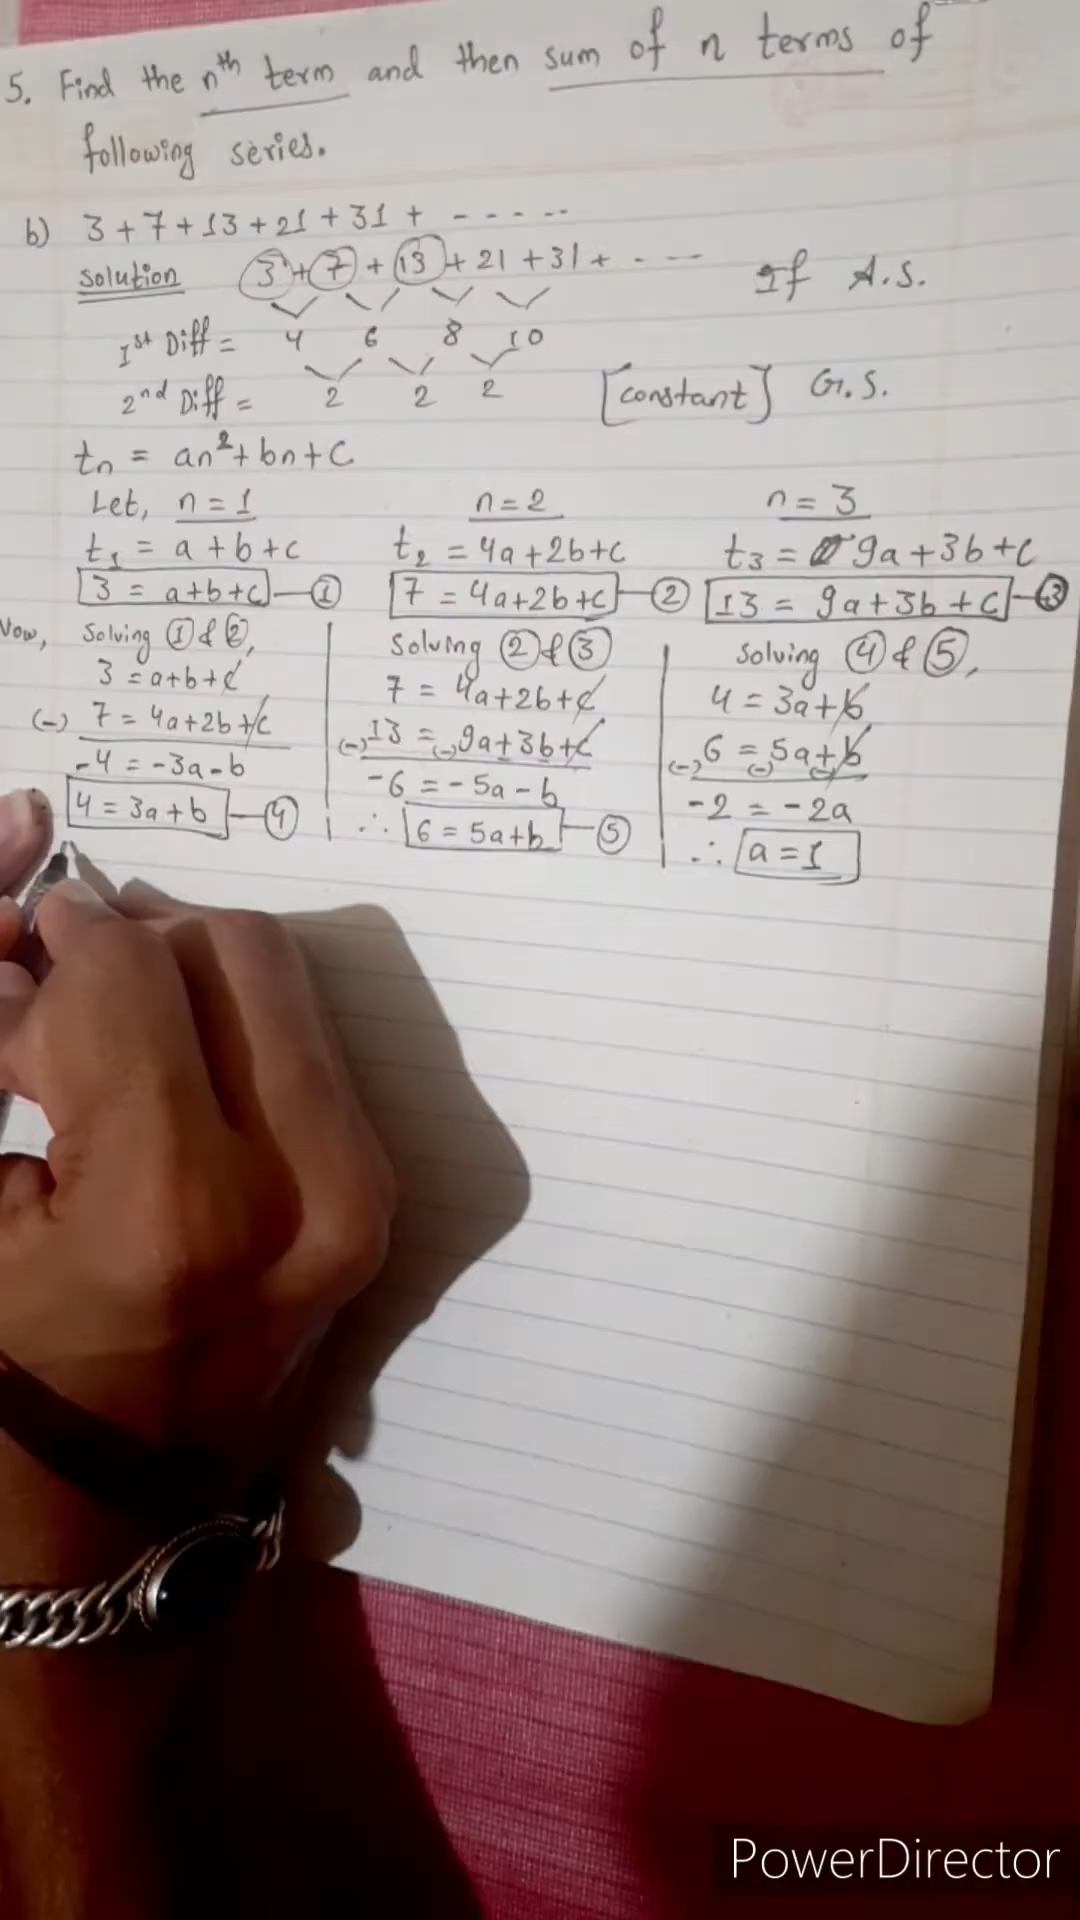 5. Find the nth term and then sum of n terms of
following series.
b) 3 + 7 + 13 + 21 + 31 + - - - - -
Solution 3 + 7 + 13 + 21 + 31 + - - - If A.S.
1st Diff = 4 6 8 10
2nd Diff = 2 2 2 [constant] G.S.
tn = an² + bn + c
Let, n = 1 n = 2 n = 3
t1 = a + b + c t2 = 4a + 2b + c t3 = 9a + 3b + c
3 = a + b + c — ① 7 = 4a + 2b + c — ② 13 = 9a + 3b + c — ③
Now, Solving ① & ②, Solving ② & ③ Solving ④ & ⑤,
3 = a + b + c 7 = 4a + 2b + c 4 = 3a + b
(-) 7 = 4a + 2b + c (-) 13 = (-) 9a + 3b + c (-) 6 = (-) 5a + (-) b
-4 = -3a - b -6 = -5a - b -2 = -2a
4 = 3a + b — ④ ∴ 6 = 5a + b — ⑤ ∴ a = 1
PowerDirector